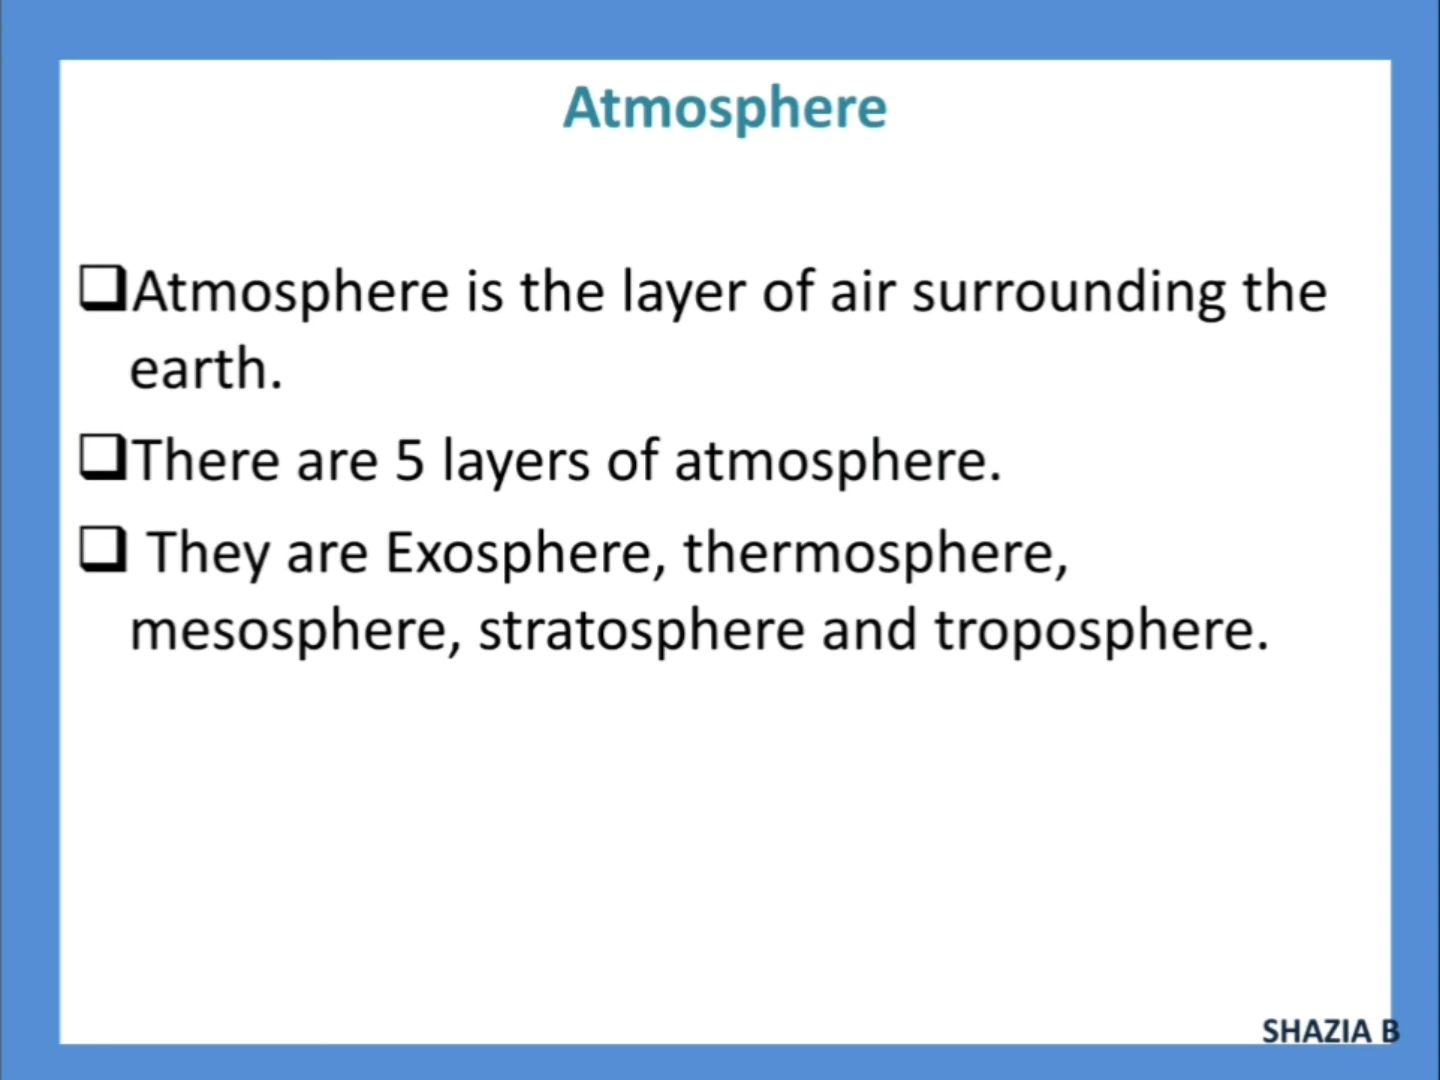 Atmosphere
Atmosphere is the layer of air surrounding the
earth.
There are 5 layers of atmosphere.
They are Exosphere, thermosphere,
mesosphere, stratosphere and troposphere.
SHAZIA B